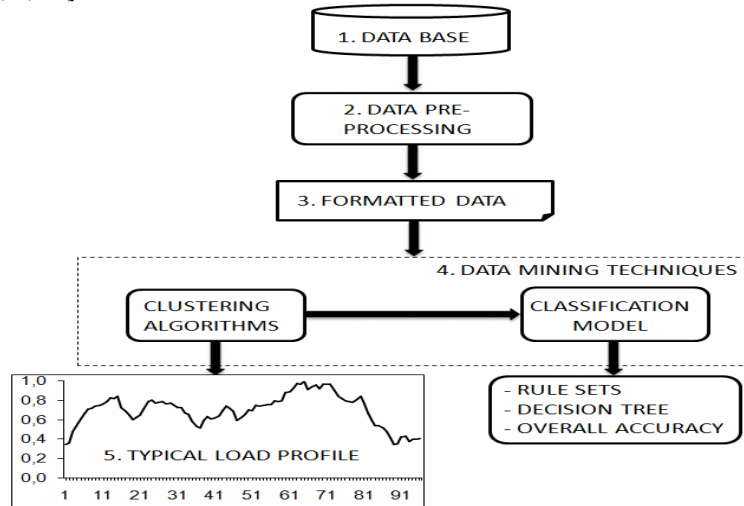 1. DATA BASE
2. DATA PRE-
PROCESSING
3. FORMATTED DATA
4. DATA MINING TECHNIQUES
CLUSTERING
ALGORITHMS
CLASSIFICATION
MODEL
- RULE SETS
- DECISION TREE
- OVERALL ACCURACY
1,0
0,8
0,6
0,4
0,2
0,0
5. TYPICAL LOAD PROFILE
1 11 21 31 41 51 61 71 81 91